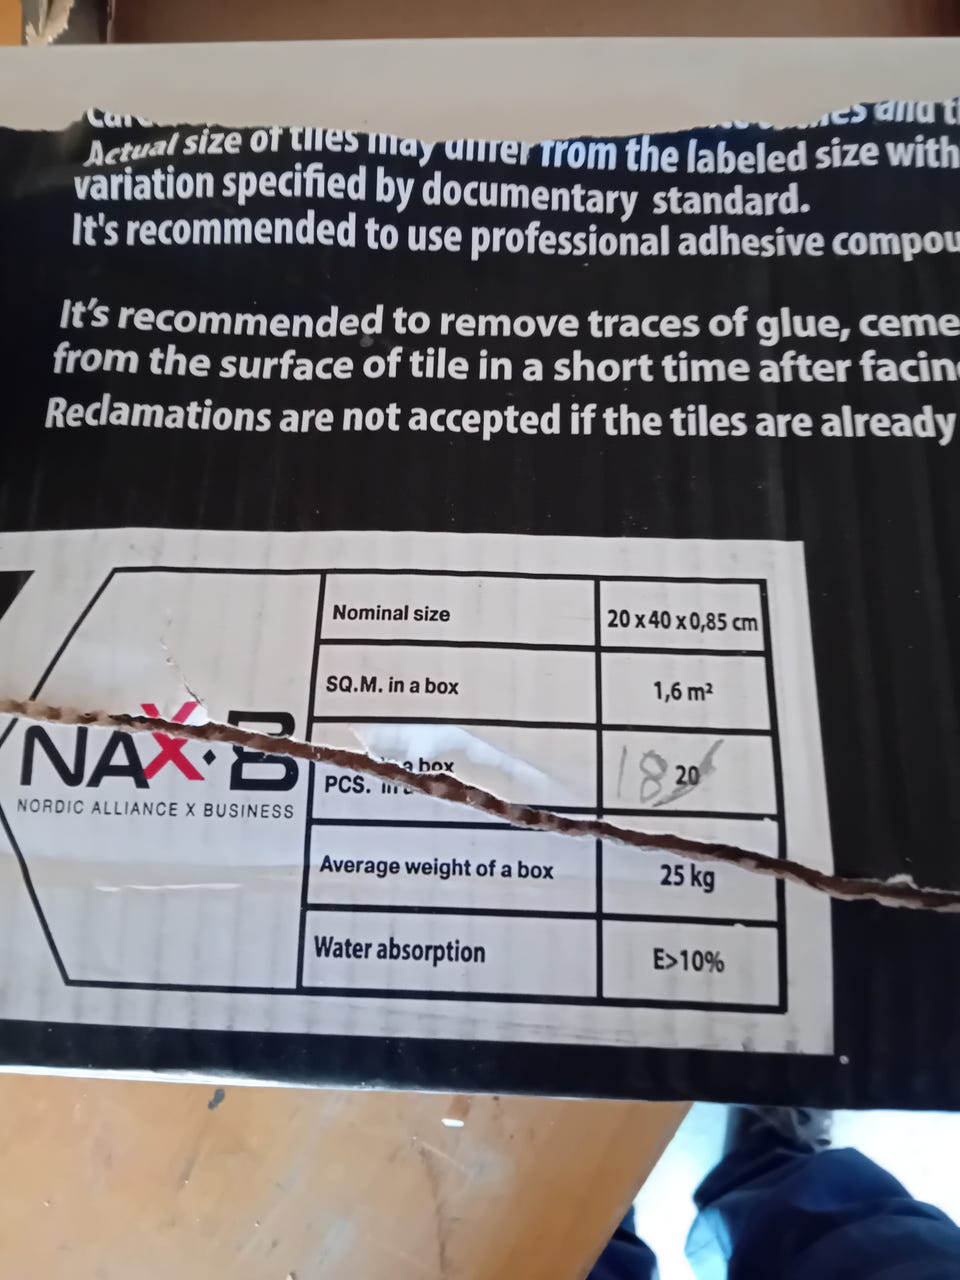 Actual size of tiles may differ from the labeled size with
variation specified by documentary standard.
It's recommended to use professional adhesive compou
It's recommended to remove traces of glue, ceme
from the surface of tile in a short time after facin
Reclamations are not accepted if the tiles are already
Nominal size 20 x 40 x 0,85 cm
SQ.M. in a box 1,6 m²
PCS. in a box 18 20
Average weight of a box 25 kg
Water absorption E>10%
NAX·B
NORDIC ALLIANCE X BUSINESS